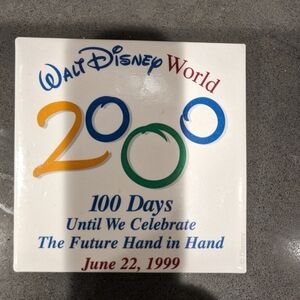 Walt Disney World
2000
100 Days
Until We Celebrate
The Future Hand in Hand
June 22, 1999